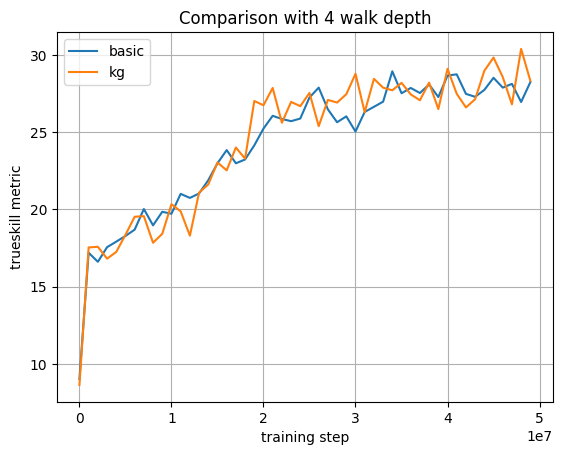 Comparison with 4 walk depth
basic
kg
trueskill metric
30
25
20
15
10
0
1
2
3
4
5
1e7
training step